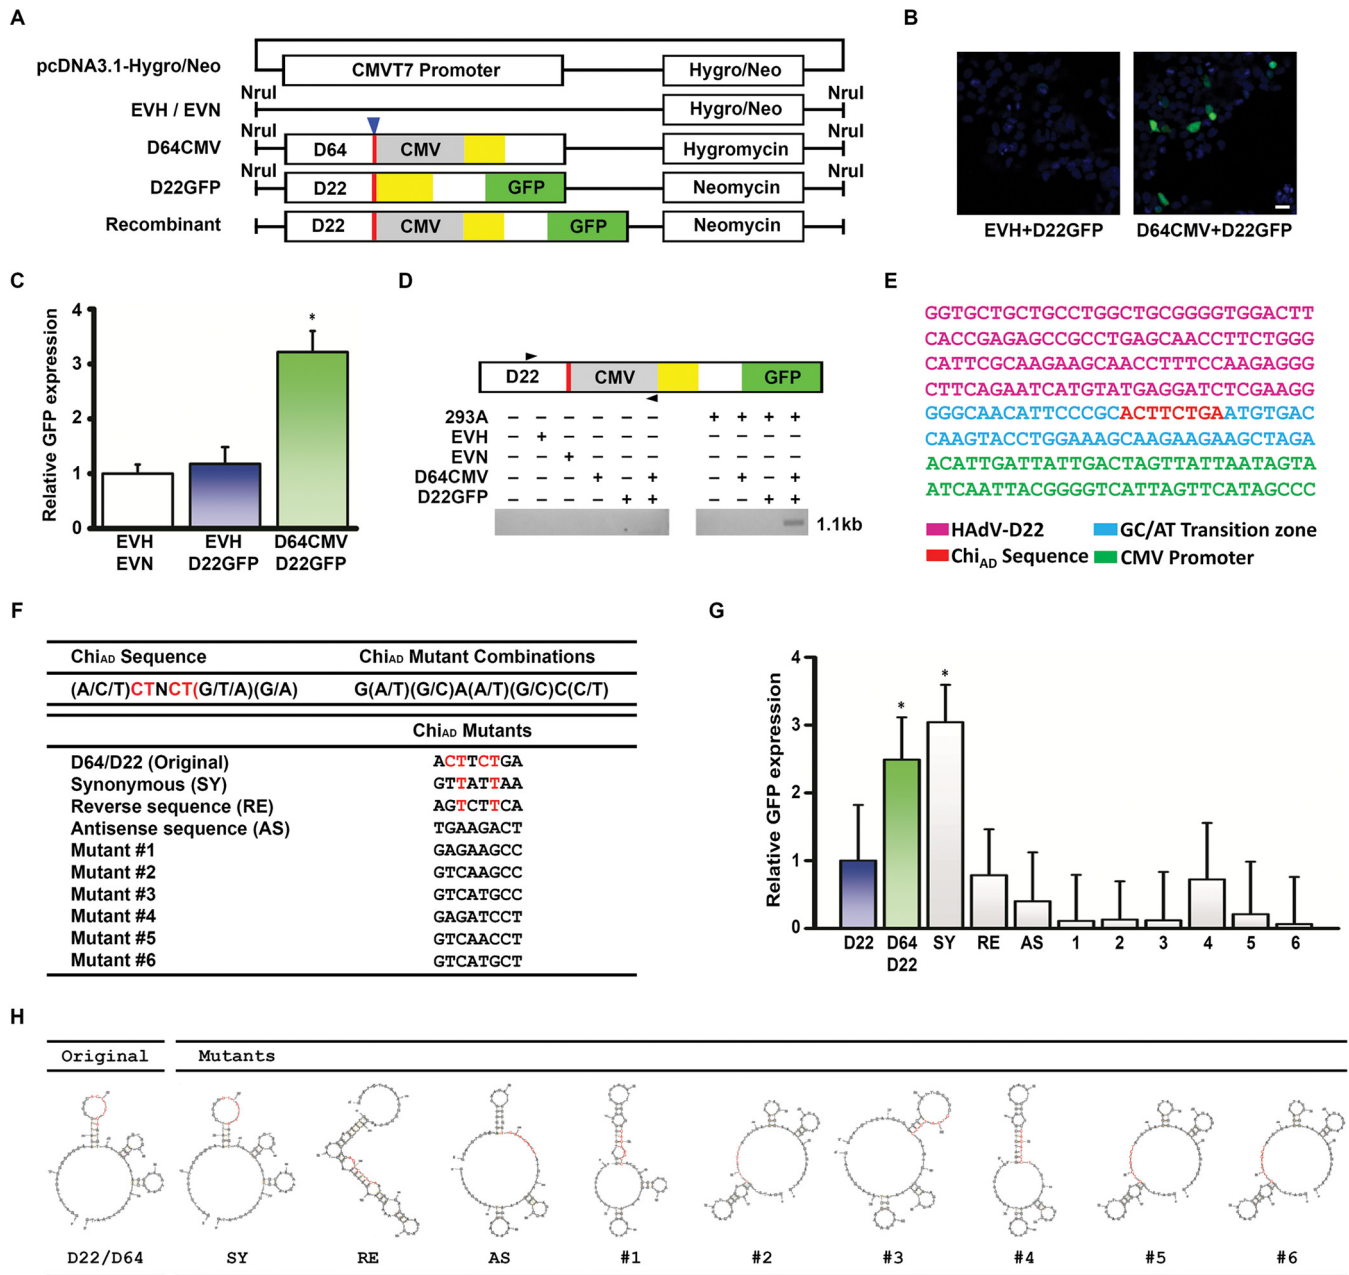 A
pcDNA3.1-Hygro/Neo
CMVT7 Promoter
Hygro/Neo
NruI
NruI
EVH / EVN
Hygro/Neo
NruI
NruI
D64CMV
D64
CMV
Hygromycin
NruI
NruI
D22GFP
D22
GFP
Neomycin
Recombinant
D22
CMV
GFP
Neomycin
B
EVH+D22GFP
D64CMV+D22GFP
C
Relative GFP expression
4
3
2
1
0
*
EVH
EVN
EVH
D22GFP
D64CMV
D22GFP
D
D22
CMV
GFP
293A – – – – – – + + + +
EVH – + – – – – – – – –
EVN – – + – – – – – – –
D64CMV – – – + – + – + – +
D22GFP – – – – + + – – + +
1.1kb
E
GGTGCTGCTGCCTGGCTGCGGGGTGGACTT
CACCGAGAGCCGCCTGAGCAACCTTCTGGG
CATTCGCAAGAAGCAACCTTTCCAAGAGGG
CTTCAGAATCATGTATGAGGATCTCGAAGG
GGGCAACATTCCCGCACTTCTGAATGTGAC
CAAGTACCTGGAAAGCAAGAAGAAGCTAGA
ACATTGATTATTGACTAGTTATTAATAGTA
ATCAATTACGGGGTCATTAGTTCATAGCCC
HAdV-D22
GC/AT Transition zone
ChiAD Sequence
CMV Promoter
F
ChiAD Sequence
ChiAD Mutant Combinations
(A/C/T)CTNCT(G/T/A)(G/A)
G(A/T)(G/C)A(A/T)(G/C)C(C/T)
ChiAD Mutants
D64/D22 (Original) ACTTCTGA
Synonymous (SY) GTTATTAA
Reverse sequence (RE) AGTCTTCA
Antisense sequence (AS) TGAAGACT
Mutant #1 GAGAAGCC
Mutant #2 GTCAAGCC
Mutant #3 GTCATGCC
Mutant #4 GAGATCCT
Mutant #5 GTCAACCT
Mutant #6 GTCATGCT
G
Relative GFP expression
4
3
2
1
0
*
*
D22
D64
D22
SY
RE
AS
1
2
3
4
5
6
H
Original
Mutants
D22/D64
SY
RE
AS
#1
#2
#3
#4
#5
#6